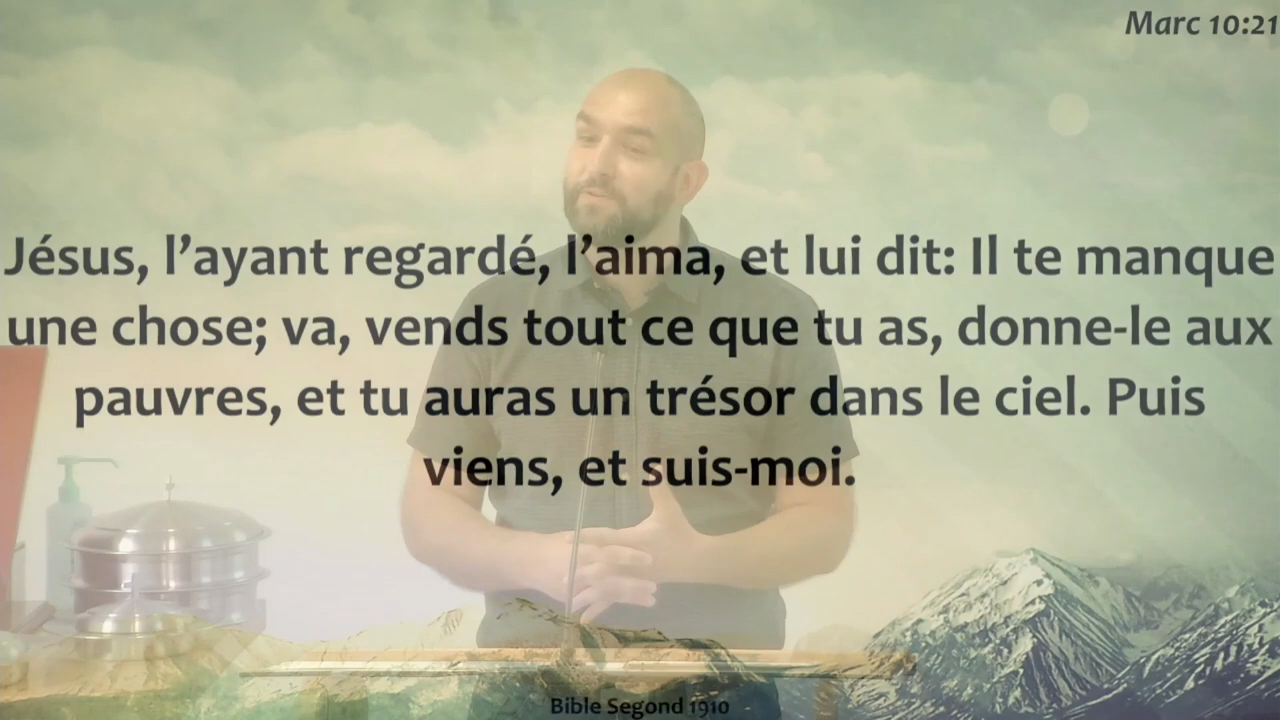 Marc 10:21
Jésus, l’ayant regardé, l’aima, et lui dit: Il te manque
une chose; va, vends tout ce que tu as, donne-le aux
pauvres, et tu auras un trésor dans le ciel. Puis
viens, et suis-moi.
Bible Segond 1910